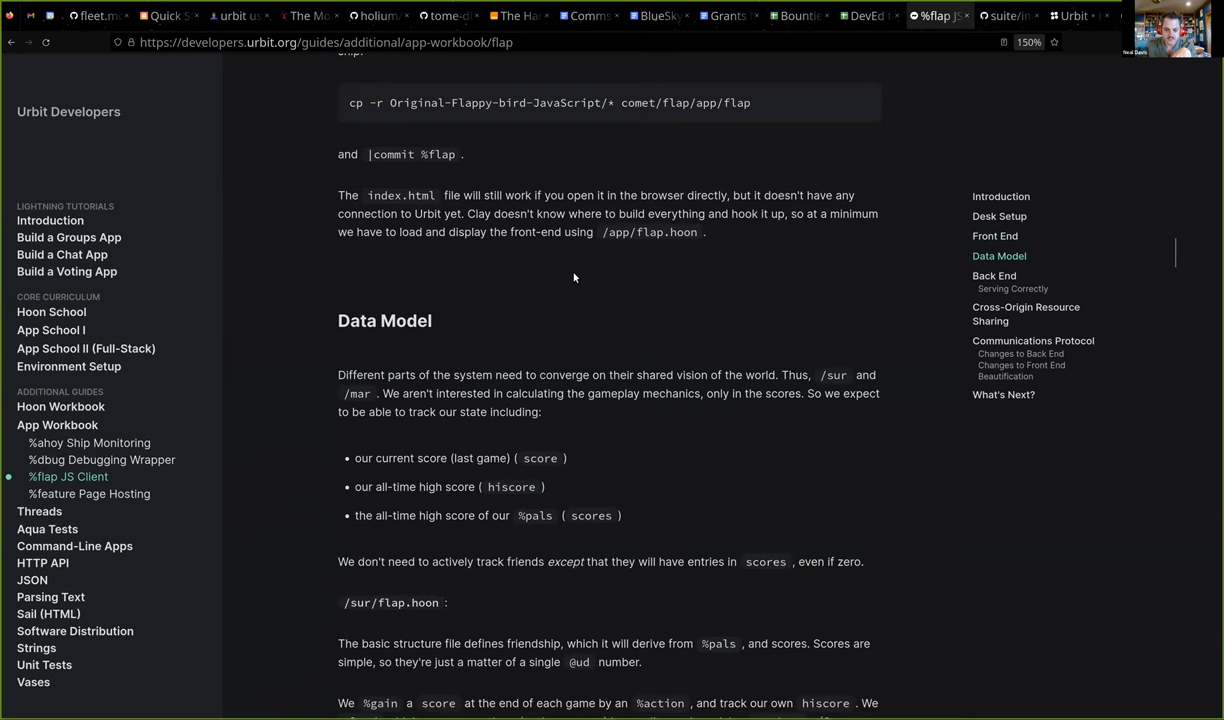 fleet.mo
Quick S
urbit us
The Mo
holium/
tome-d
The Ha
Comms
BlueSky
Grants
Bountie
DevEd t
%flap JS
suite/in
Urbit •
https://developers.urbit.org/guides/additional/app-workbook/flap
150%
Neal Davis
Urbit Developers
LIGHTNING TUTORIALS
Introduction
Build a Groups App
Build a Chat App
Build a Voting App
CORE CURRICULUM
Hoon School
App School I
App School II (Full-Stack)
Environment Setup
ADDITIONAL GUIDES
Hoon Workbook
App Workbook
%ahoy Ship Monitoring
%dbug Debugging Wrapper
%flap JS Client
%feature Page Hosting
Threads
Aqua Tests
Command-Line Apps
HTTP API
JSON
Parsing Text
Sail (HTML)
Software Distribution
Strings
Unit Tests
Vases
cp -r Original-Flappy-bird-JavaScript/* comet/flap/app/flap
and |commit %flap .
The index.html file will still work if you open it in the browser directly, but it doesn't have any
connection to Urbit yet. Clay doesn't know where to build everything and hook it up, so at a minimum
we have to load and display the front-end using /app/flap.hoon .
Data Model
Different parts of the system need to converge on their shared vision of the world. Thus, /sur and
/mar . We aren't interested in calculating the gameplay mechanics, only in the scores. So we expect
to be able to track our state including:
• our current score (last game) ( score )
• our all-time high score ( hiscore )
• the all-time high score of our %pals ( scores )
We don't need to actively track friends except that they will have entries in scores , even if zero.
/sur/flap.hoon :
The basic structure file defines friendship, which it will derive from %pals , and scores. Scores are
simple, so they're just a matter of a single @ud number.
We %gain a score at the end of each game by an %action , and track our own hiscore . We
Introduction
Desk Setup
Front End
Data Model
Back End
Serving Correctly
Cross-Origin Resource
Sharing
Communications Protocol
Changes to Back End
Changes to Front End
Beautification
What's Next?